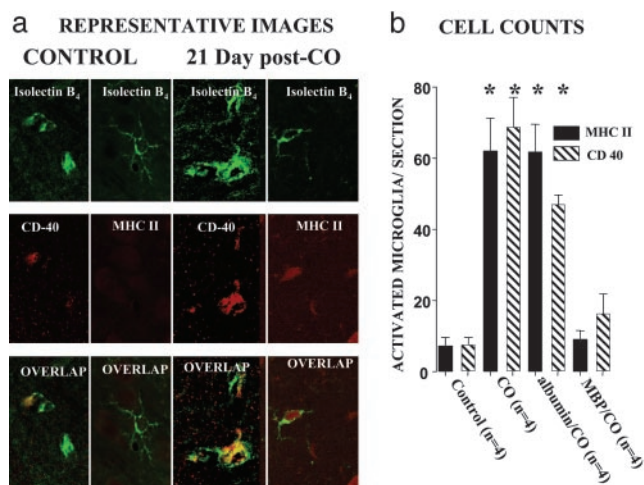 a REPRESENTATIVE IMAGES
CONTROL 21 Day post-CO
Isolectin B4 Isolectin B4 Isolectin B4 Isolectin B4
CD-40 MHC II CD-40 MHC II
OVERLAP OVERLAP OVERLAP OVERLAP
b CELL COUNTS
ACTIVATED MICROGLIA/ SECTION
80
60
40
20
0
* * * *
MHC II
CD 40
Control (n=4)
CO (n=4)
albumin/CO (n=4)
MBP/CO (n=4)